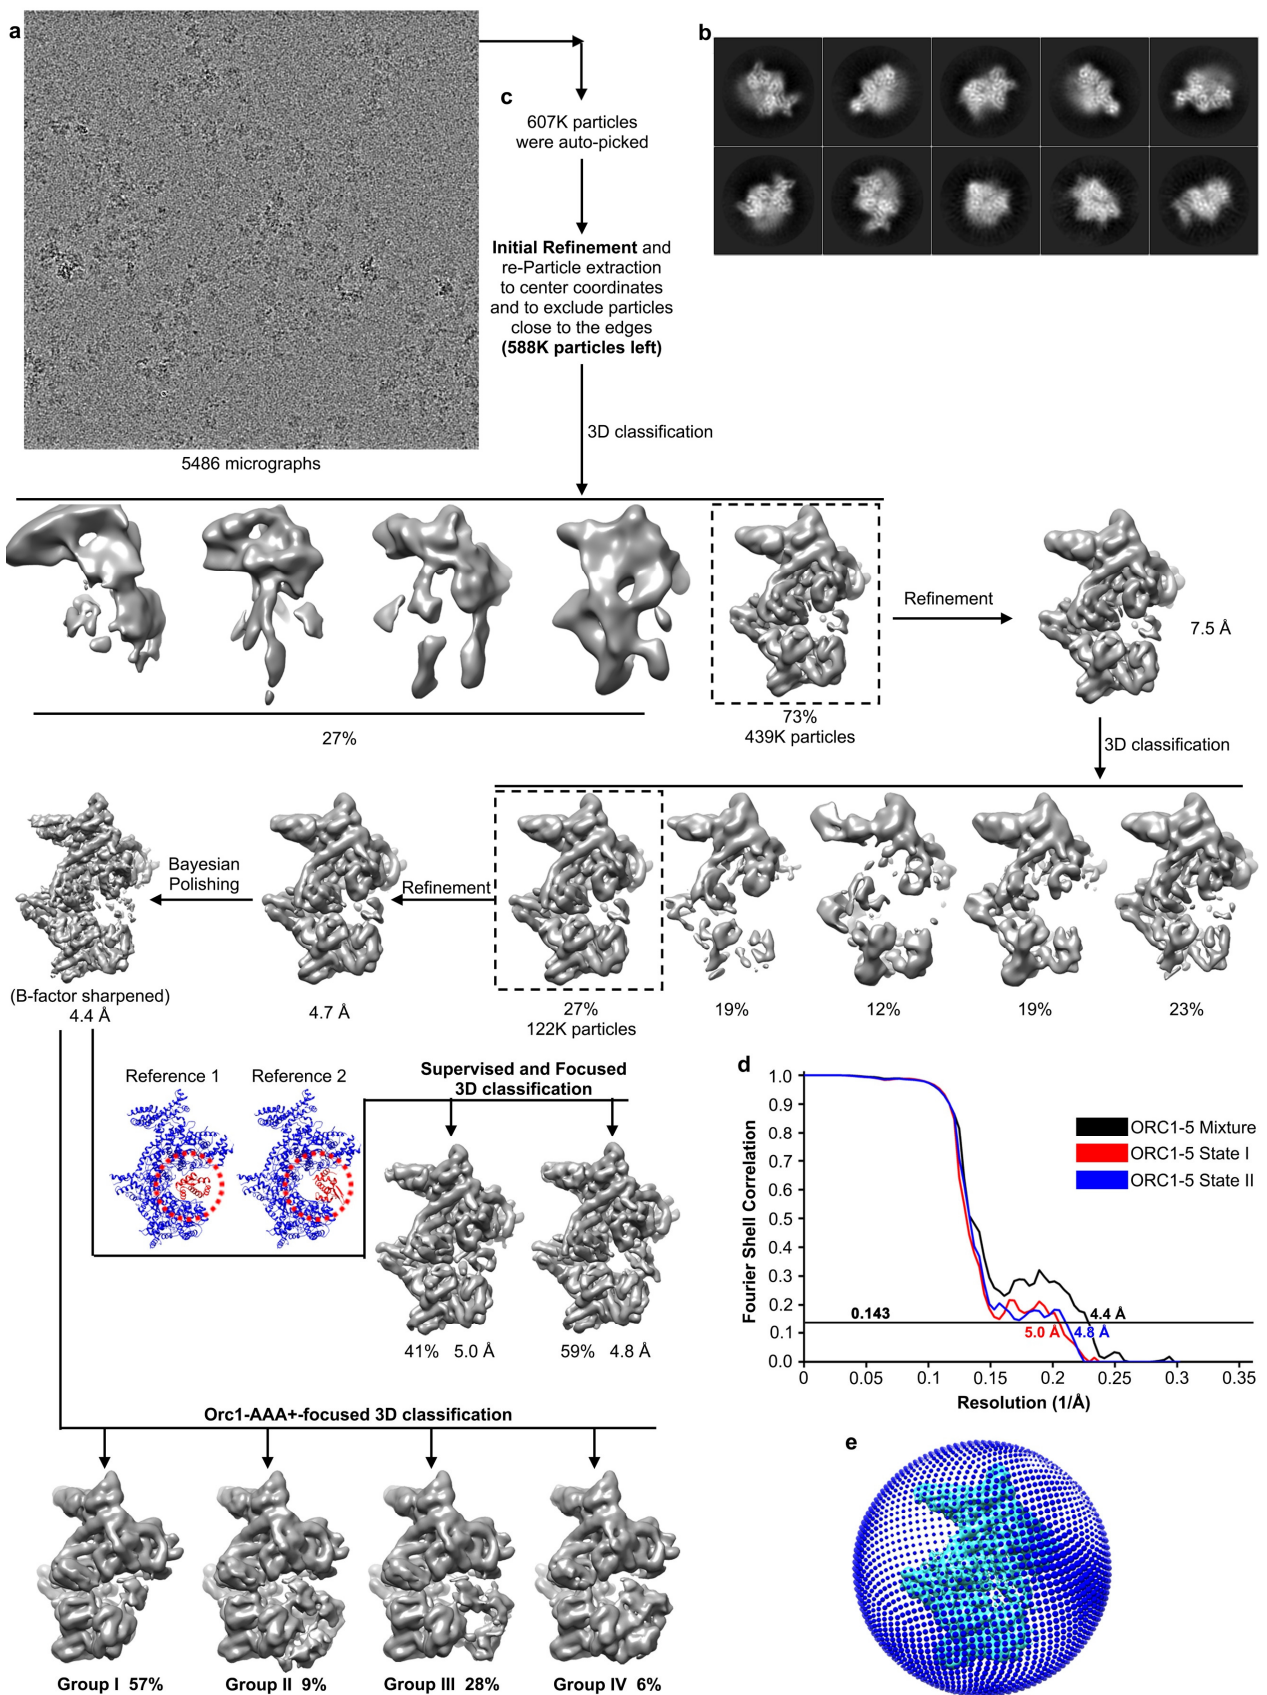 a
5486 micrographs
b
c
607K particles
were auto-picked
Initial Refinement and
re-Particle extraction
to center coordinates
and to exclude particles
close to the edges
(588K particles left)
3D classification
27%
73%
439K particles
Refinement
7.5 Å
3D classification
Bayesian
Polishing
Refinement
(B-factor sharpened)
4.4 Å
4.7 Å
27%
122K particles
19%
12%
19%
23%
Reference 1
Reference 2
Supervised and Focused
3D classification
41% 5.0 Å
59% 4.8 Å
Orc1-AAA+-focused 3D classification
Group I 57%
Group II 9%
Group III 28%
Group IV 6%
d
Fourier Shell Correlation
1.0
0.9
0.8
0.7
0.6
0.5
0.4
0.3
0.2
0.1
0.0
ORC1-5 Mixture
ORC1-5 State I
ORC1-5 State II
0.143
4.4 Å
5.0 Å
4.8 Å
0
0.05
0.1
0.15
0.2
0.25
0.3
0.35
Resolution (1/Å)
e